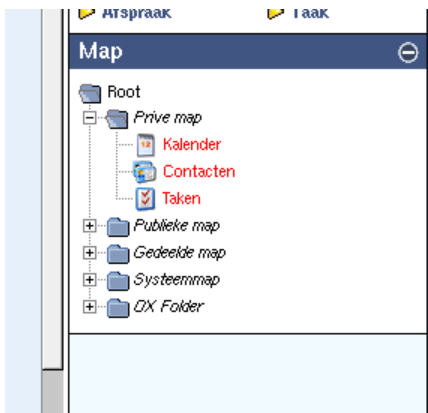 Afspraak Taak
Map
Root
Prive map
Kalender
Contacten
Taken
Publieke map
Gedeelde map
Systeemmap
OX Folder